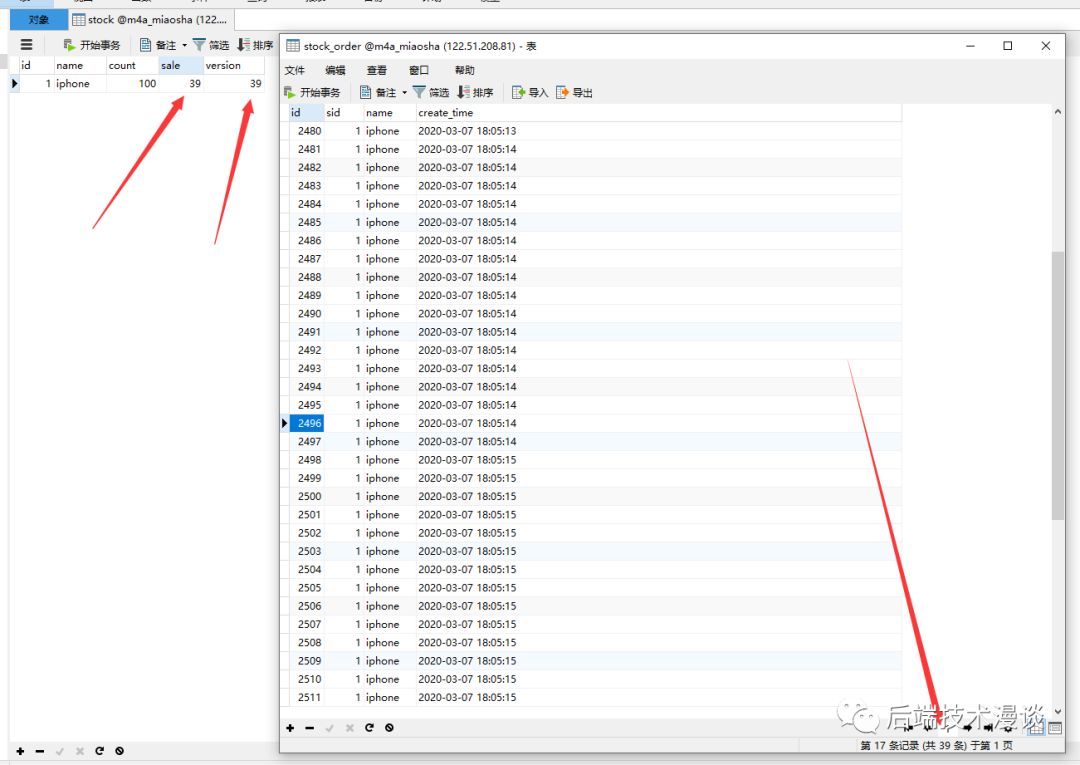 对象 stock @m4a_miaosha (122....
开始事务 备注 筛选 排序
id name count sale version
1 iphone 100 39 39
stock_order @m4a_miaosha (122.51.208.81) - 表
文件 编辑 查看 窗口 帮助
开始事务 备注 筛选 排序 导入 导出
id sid name create_time
2480 1 iphone 2020-03-07 18:05:13
2481 1 iphone 2020-03-07 18:05:14
2482 1 iphone 2020-03-07 18:05:14
2483 1 iphone 2020-03-07 18:05:14
2484 1 iphone 2020-03-07 18:05:14
2485 1 iphone 2020-03-07 18:05:14
2486 1 iphone 2020-03-07 18:05:14
2487 1 iphone 2020-03-07 18:05:14
2488 1 iphone 2020-03-07 18:05:14
2489 1 iphone 2020-03-07 18:05:14
2490 1 iphone 2020-03-07 18:05:14
2491 1 iphone 2020-03-07 18:05:14
2492 1 iphone 2020-03-07 18:05:14
2493 1 iphone 2020-03-07 18:05:14
2494 1 iphone 2020-03-07 18:05:14
2495 1 iphone 2020-03-07 18:05:14
2496 1 iphone 2020-03-07 18:05:14
2497 1 iphone 2020-03-07 18:05:14
2498 1 iphone 2020-03-07 18:05:15
2499 1 iphone 2020-03-07 18:05:15
2500 1 iphone 2020-03-07 18:05:15
2501 1 iphone 2020-03-07 18:05:15
2502 1 iphone 2020-03-07 18:05:15
2503 1 iphone 2020-03-07 18:05:15
2504 1 iphone 2020-03-07 18:05:15
2505 1 iphone 2020-03-07 18:05:15
2506 1 iphone 2020-03-07 18:05:15
2507 1 iphone 2020-03-07 18:05:15
2508 1 iphone 2020-03-07 18:05:15
2509 1 iphone 2020-03-07 18:05:15
2510 1 iphone 2020-03-07 18:05:15
2511 1 iphone 2020-03-07 18:05:15
后端技术漫谈
第 17 条记录 (共 39 条) 于第 1 页